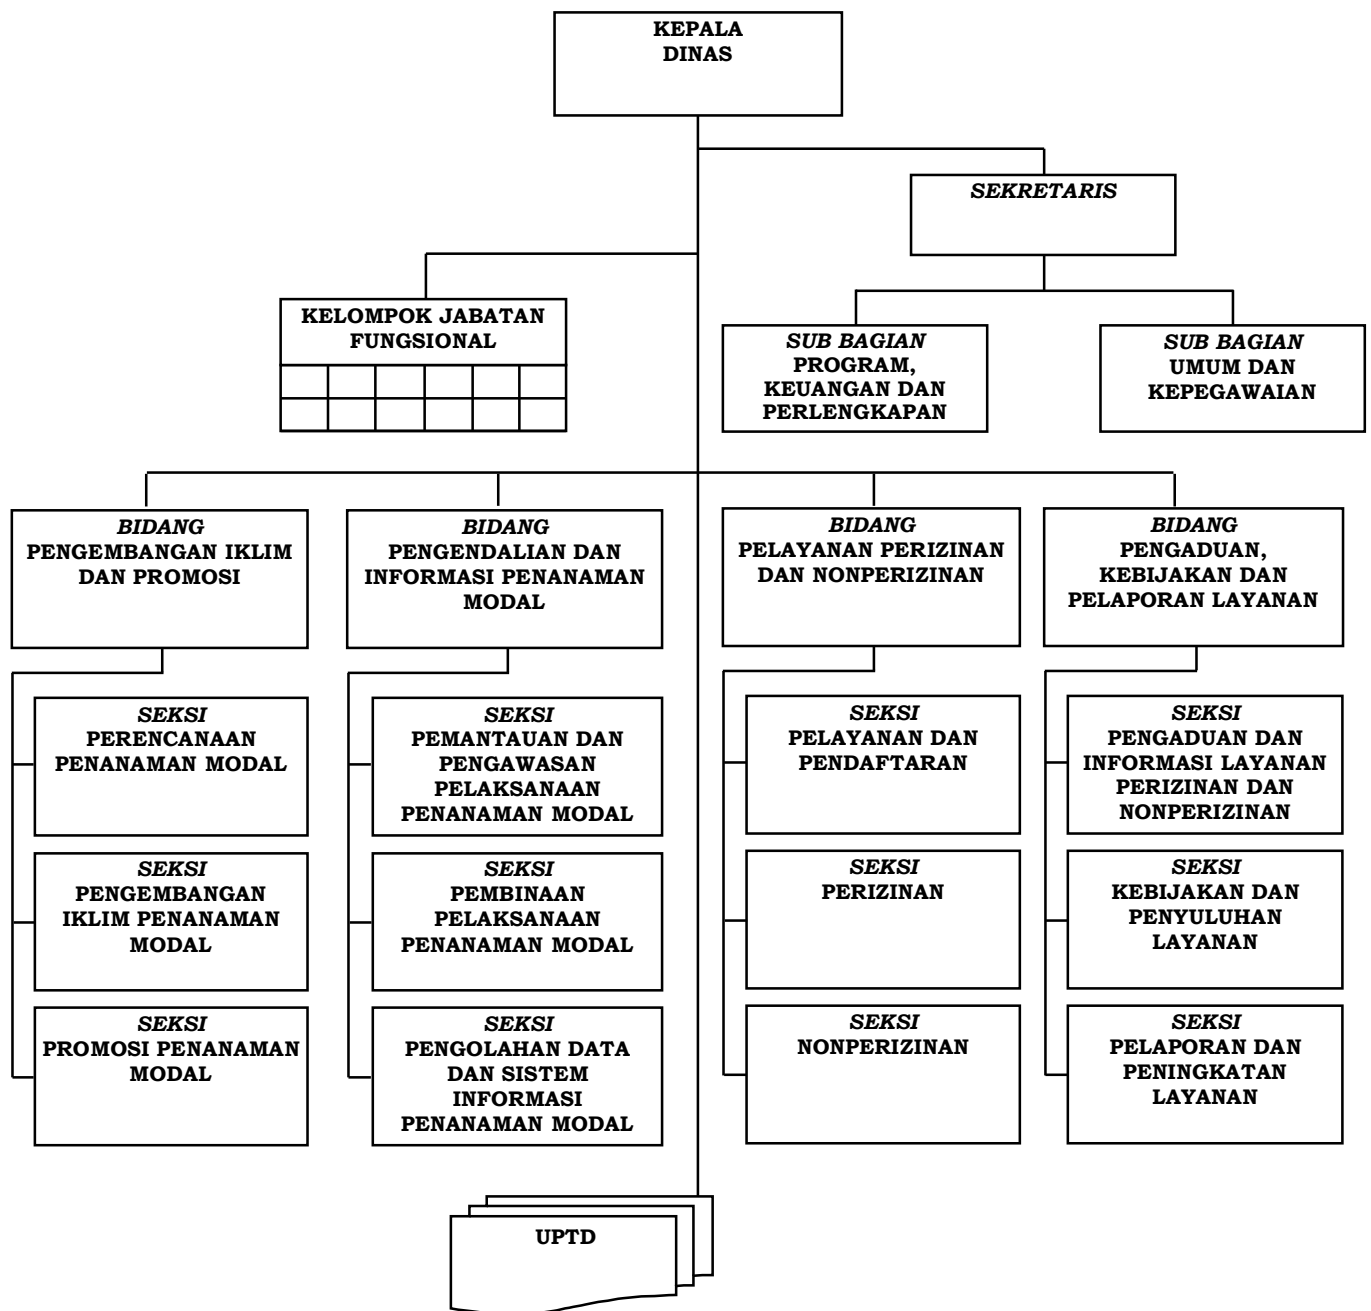 KEPALA
DINAS
SEKRETARIS
KELOMPOK JABATAN
FUNGSIONAL
SUB BAGIAN
PROGRAM,
KEUANGAN DAN
PERLENGKAPAN
SUB BAGIAN
UMUM DAN
KEPEGAWAIAN
BIDANG
PENGEMBANGAN IKLIM
DAN PROMOSI
BIDANG
PENGENDALIAN DAN
INFORMASI PENANAMAN
MODAL
BIDANG
PELAYANAN PERIZINAN
DAN NONPERIZINAN
BIDANG
PENGADUAN,
KEBIJAKAN DAN
PELAPORAN LAYANAN
SEKSI
PERENCANAAN
PENANAMAN MODAL
SEKSI
PEMANTAUAN DAN
PENGAWASAN
PELAKSANAAN
PENANAMAN MODAL
SEKSI
PELAYANAN DAN
PENDAFTARAN
SEKSI
PENGADUAN DAN
INFORMASI LAYANAN
PERIZINAN DAN
NONPERIZINAN
SEKSI
PENGEMBANGAN
IKLIM PENANAMAN
MODAL
SEKSI
PEMBINAAN
PELAKSANAAN
PENANAMAN MODAL
SEKSI
PERIZINAN
SEKSI
KEBIJAKAN DAN
PENYULUHAN
LAYANAN
SEKSI
PROMOSI PENANAMAN
MODAL
SEKSI
PENGOLAHAN DATA
DAN SISTEM
INFORMASI
PENANAMAN MODAL
SEKSI
NONPERIZINAN
SEKSI
PELAPORAN DAN
PENINGKATAN
LAYANAN
UPTD